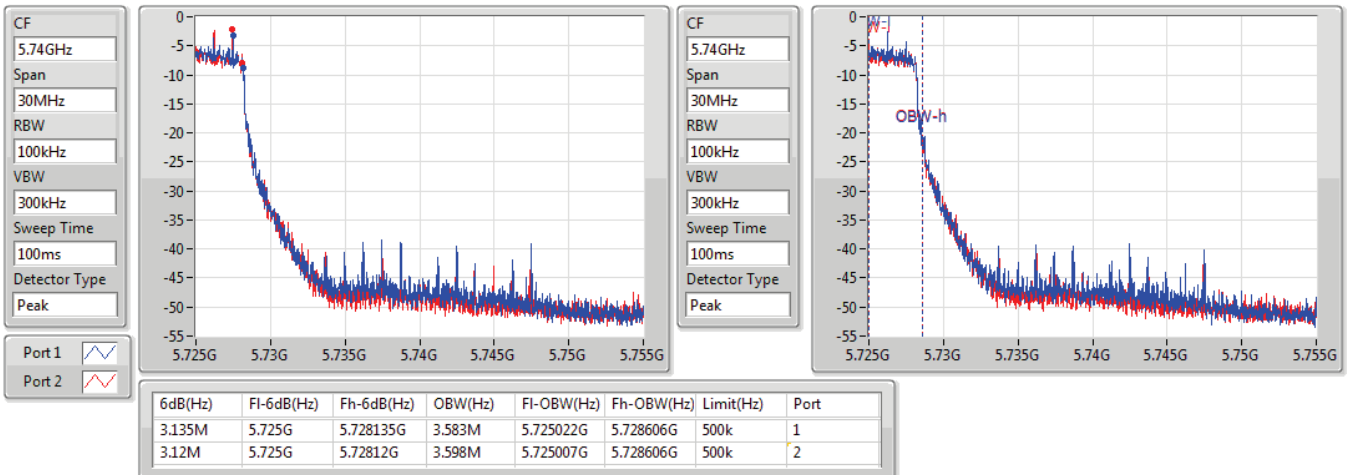 CF
5.74GHz
Span
30MHz
RBW
100kHz
VBW
300kHz
Sweep Time
100ms
Detector Type
Peak
Port 1
Port 2
0
-5
-10
-15
-20
-25
-30
-35
-40
-45
-50
-55
5.725G 5.73G 5.735G 5.74G 5.745G 5.75G 5.755G
CF
5.74GHz
Span
30MHz
RBW
100kHz
VBW
300kHz
Sweep Time
100ms
Detector Type
Peak
0
-5
-10
-15
-20
-25
-30
-35
-40
-45
-50
-55
OBW-h
5.725G 5.73G 5.735G 5.74G 5.745G 5.75G 5.755G
6dB(Hz) Fl-6dB(Hz) Fh-6dB(Hz) OBW(Hz) Fl-OBW(Hz) Fh-OBW(Hz) Limit(Hz) Port
3.135M 5.725G 5.728135G 3.583M 5.725022G 5.728606G 500k 1
3.12M 5.725G 5.72812G 3.598M 5.725007G 5.728606G 500k 2